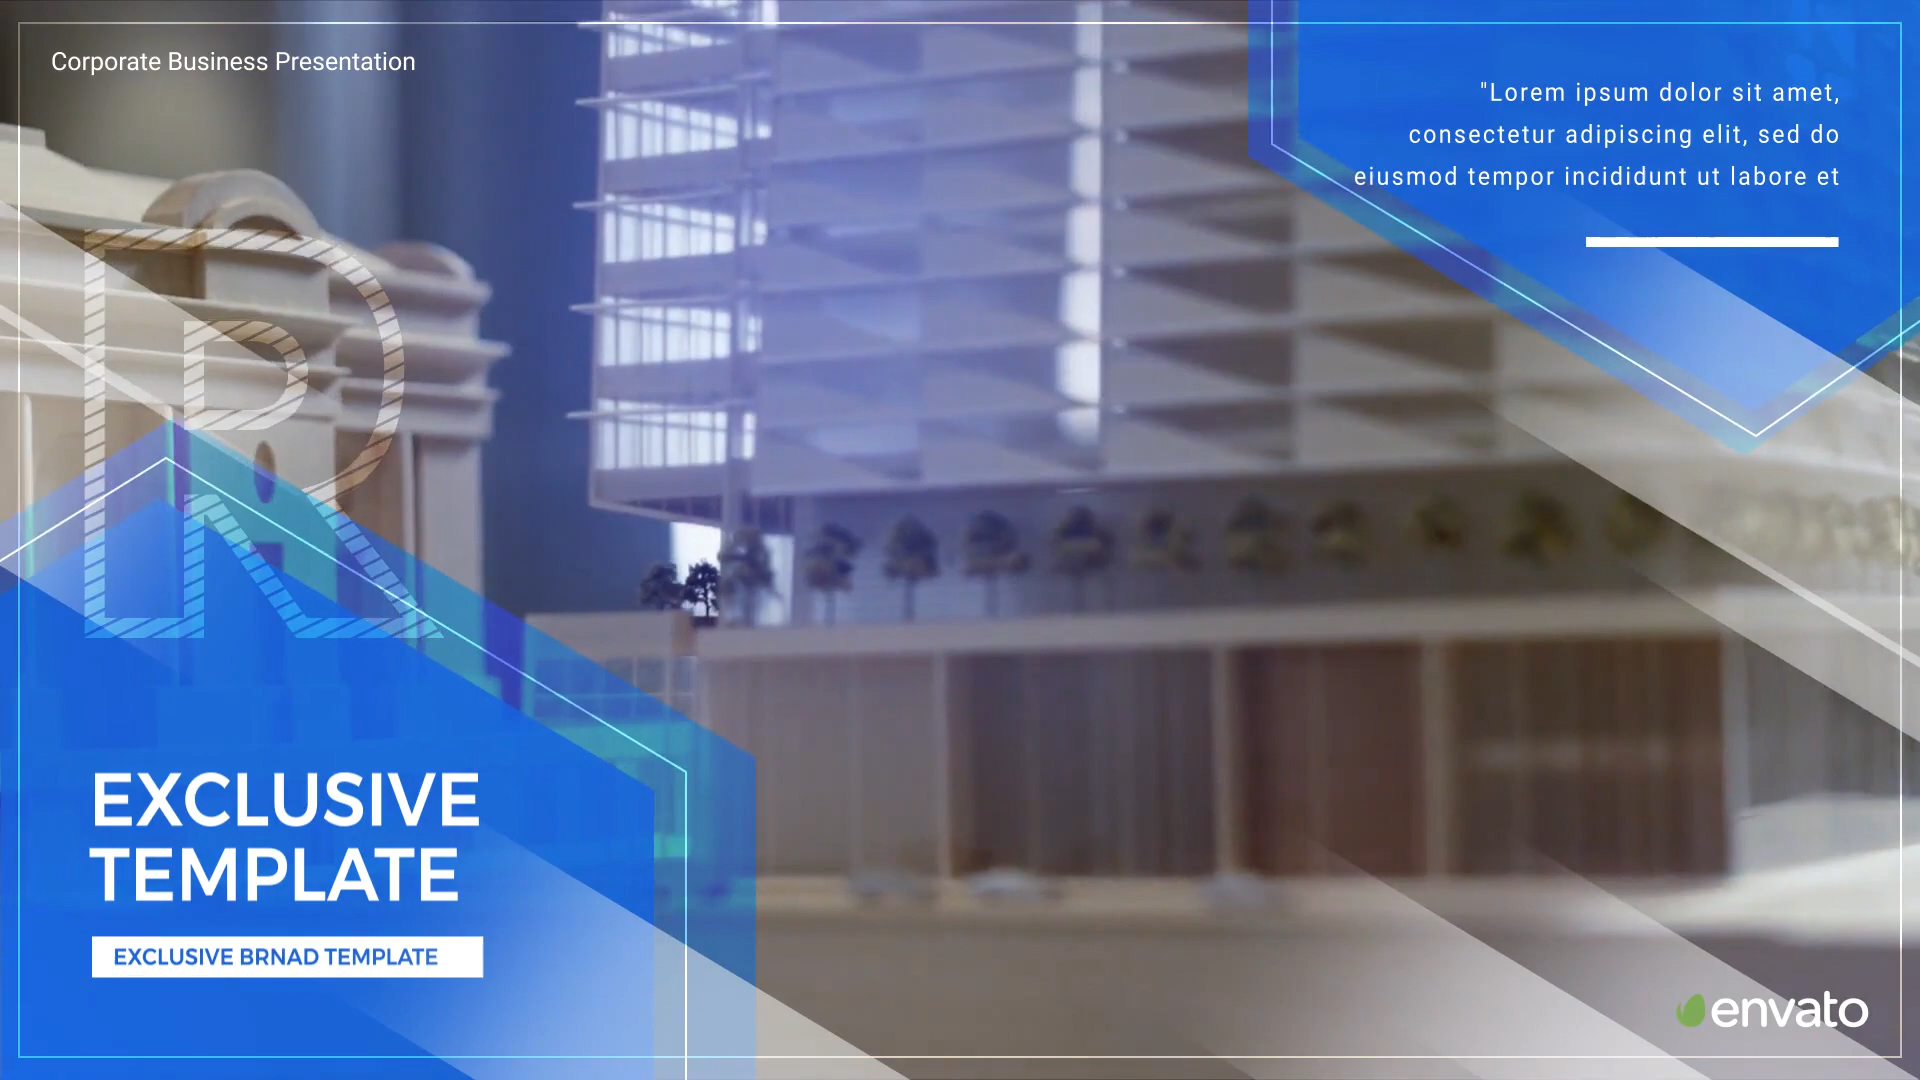 Corporate Business Presentation
"Lorem ipsum dolor sit amet,
consectetur adipiscing elit, sed do
eiusmod tempor incididunt ut labore et
R
EXCLUSIVE
TEMPLATE
EXCLUSIVE BRNAD TEMPLATE
envato